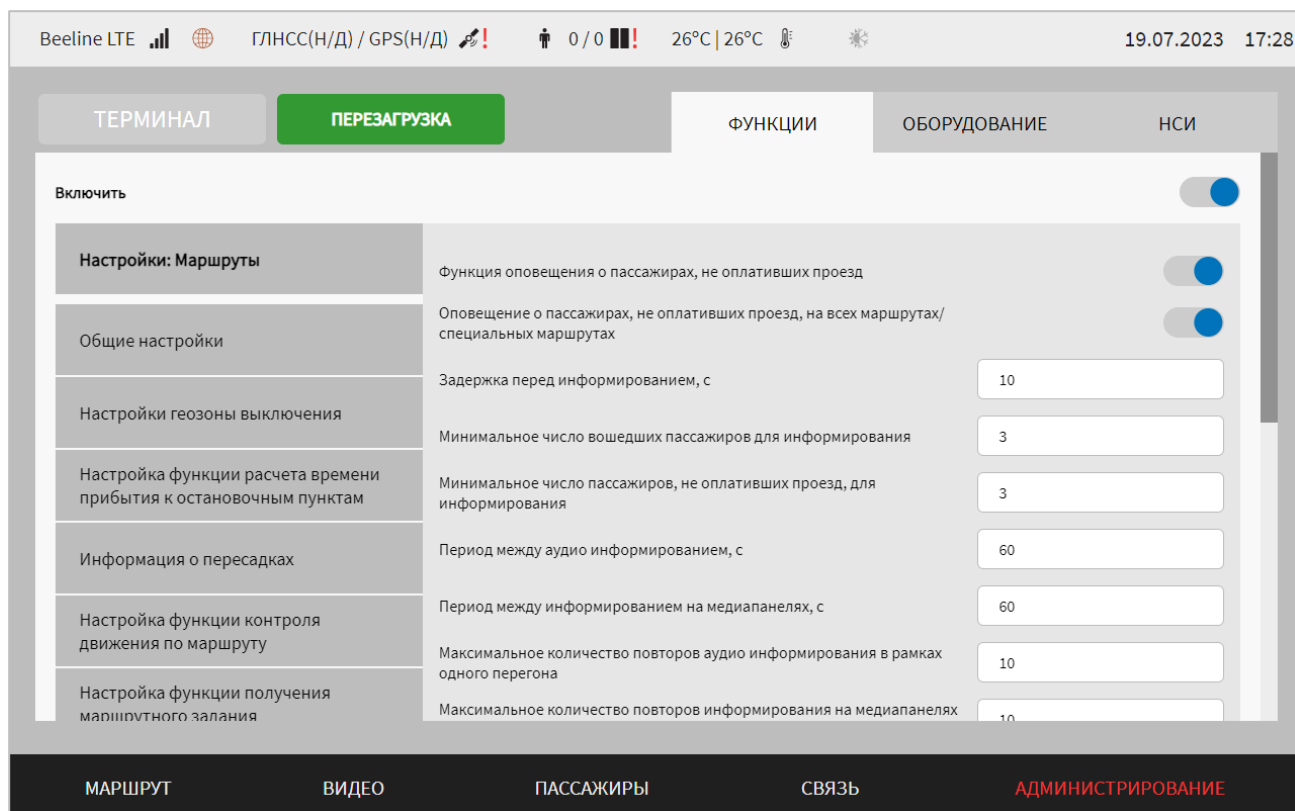 Beeline LTE ГЛНСС(Н/Д) / GPS(Н/Д) ! 0 / 0 ! 26°C | 26°C 19.07.2023 17:28
ТЕРМИНАЛ ПЕРЕЗАГРУЗКА ФУНКЦИИ ОБОРУДОВАНИЕ НСИ
Включить
Настройки: Маршруты
Общие настройки
Настройки геозоны выключения
Настройка функции расчета времени
прибытия к остановочным пунктам
Информация о пересадках
Настройка функции контроля
движения по маршруту
Настройка функции получения
маршрутного задания
Функция оповещения о пассажирах, не оплативших проезд
Оповещение о пассажирах, не оплативших проезд, на всех маршрутах/
специальных маршрутах
Задержка перед информированием, с 10
Минимальное число вошедших пассажиров для информирования 3
Минимальное число пассажиров, не оплативших проезд, для
информирования 3
Период между аудио информированием, с 60
Период между информированием на медиапанелях, с 60
Максимальное количество повторов аудио информирования в рамках
одного перегона 10
Максимальное количество повторов информирования на медиапанелях
10
МАРШРУТ ВИДЕО ПАССАЖИРЫ СВЯЗЬ АДМИНИСТРИРОВАНИЕ